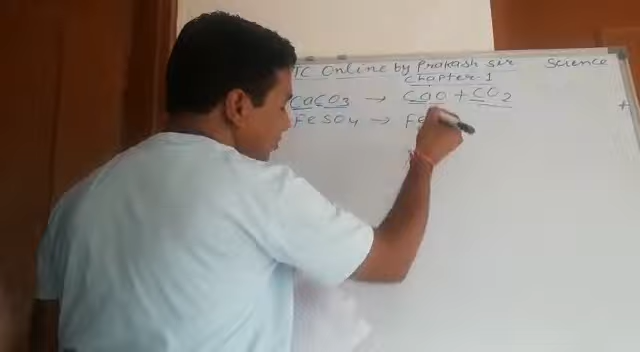 TC Online by Prakash sir Science
Chapter-1
CaCO3 → CaO + CO2
FeSO4 → Fe
+